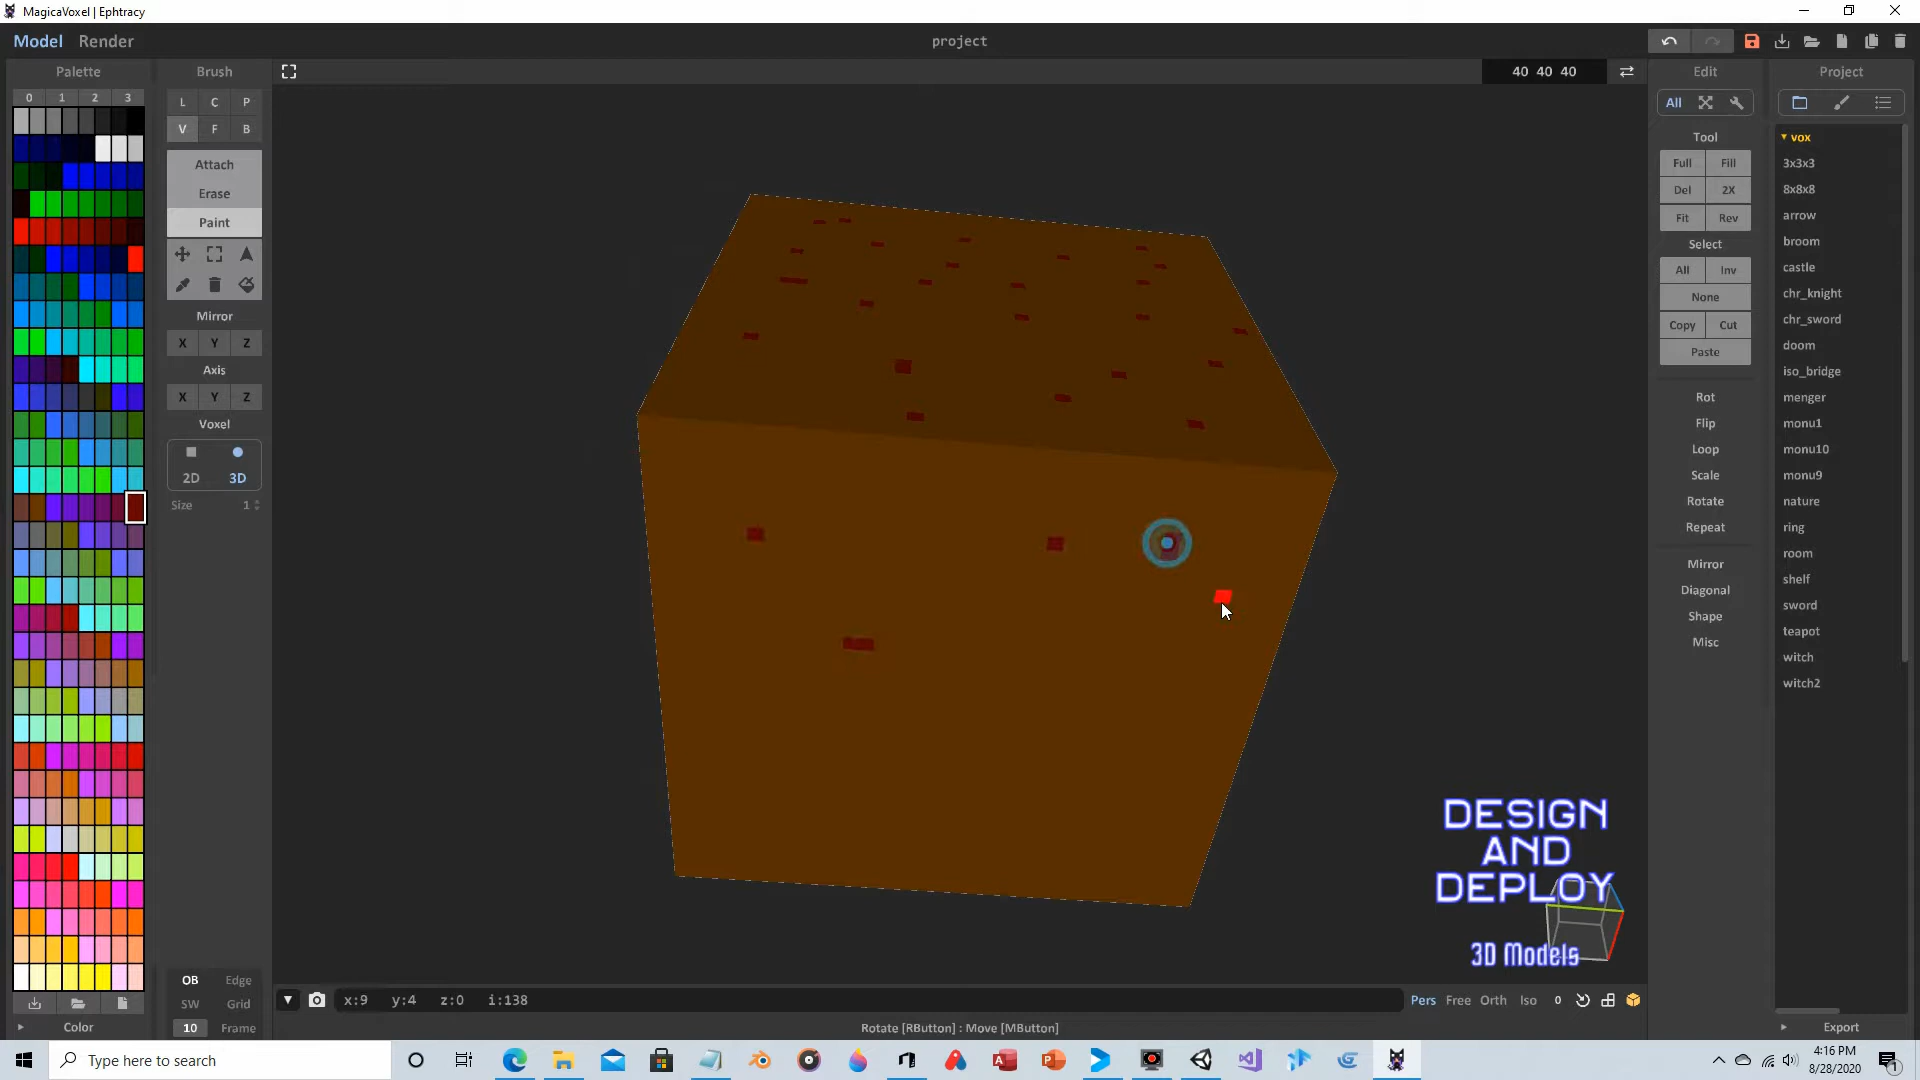 MagicaVoxel | Ephtracy
Model Render
project
Palette
Brush
40 40 40
Edit
Project
0 1 2 3
L C P
V F B
Attach
Erase
Paint
Mirror
X Y Z
Axis
X Y Z
Voxel
2D 3D
Size 1
OB Edge
SW Grid
10 Frame
Color
All
Tool
Full Fill
Del 2X
Fit Rev
Select
All Inv
None
Copy Cut
Paste
Rot
Flip
Loop
Scale
Rotate
Repeat
Mirror
Diagonal
Shape
Misc
vox
3x3x3
8x8x8
arrow
broom
castle
chr_knight
chr_sword
doom
iso_bridge
menger
monu1
monu10
monu9
nature
ring
room
shelf
sword
teapot
witch
witch2
Export
DESIGN
AND
DEPLOY
3D Models
x:9 y:4 z:0 i:138
Pers Free Orth Iso 0
Rotate [RButton] : Move [MButton]
Type here to search
4:16 PM
8/28/2020